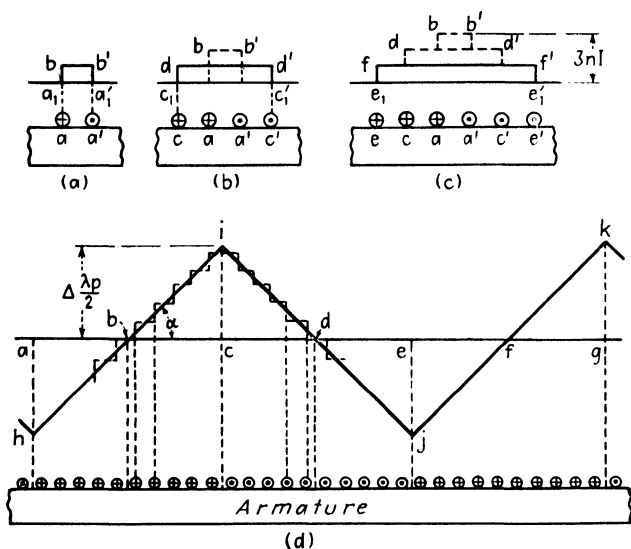 b b'
a₁ a₁'
a a'
(a)
b b'
d d'
c₁ c₁'
c a a' c'
(b)
b b'
d d'
f f'
3nI
e₁ e₁'
e c a a' c' e'
(c)
i k
Δ λp/2
b α d
a c e f g
h j
Armature
(d)